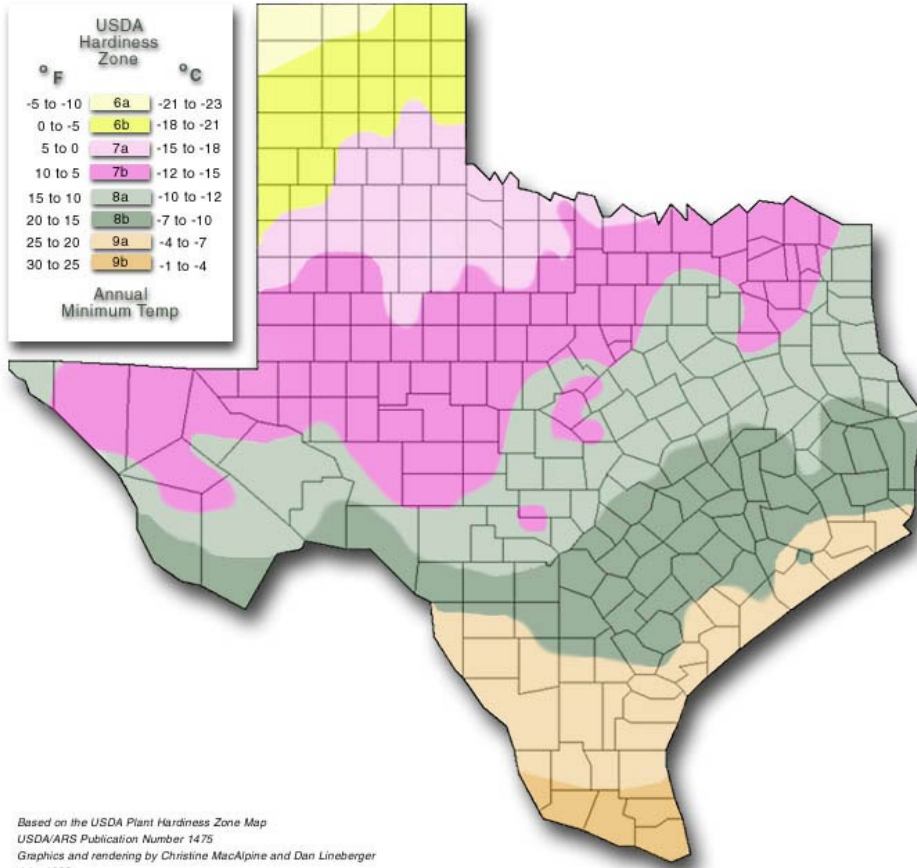 USDA
Hardiness
Zone
°F °C
-5 to -10 6a -21 to -23
0 to -5 6b -18 to -21
5 to 0 7a -15 to -18
10 to 5 7b -12 to -15
15 to 10 8a -10 to -12
20 to 15 8b -7 to -10
25 to 20 9a -4 to -7
30 to 25 9b -1 to -4
Annual
Minimum Temp
Based on the USDA Plant Hardiness Zone Map
USDA/ARS Publication Number 1475
Graphics and rendering by Christine MacAlpine and Dan Lineberger